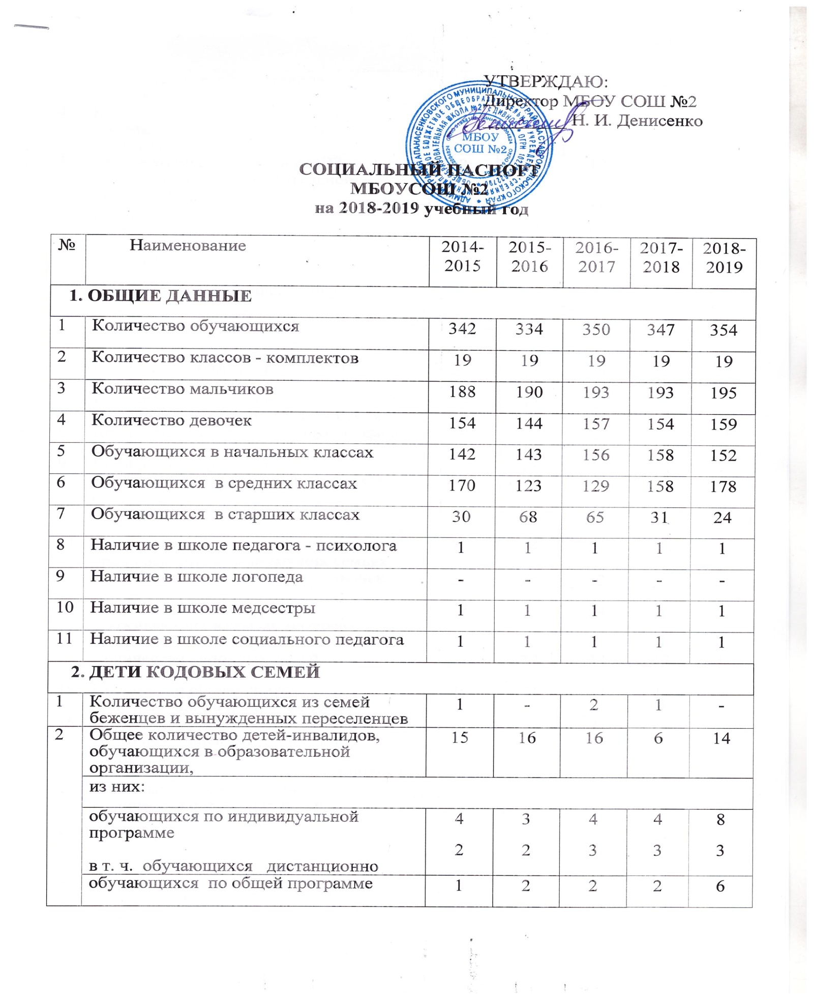 УТВЕРЖДАЮ:
Директор МБОУ СОШ №2
Н. И. Денисенко
МБОУ
СОШ №2
СОЦИАЛЬНЫЙ ПАСПОРТ
МБОУСОШ №2
на 2018-2019 учебный год
№ Наименование 2014-2015 2015-2016 2016-2017 2017-2018 2018-2019
1. ОБЩИЕ ДАННЫЕ
1 Количество обучающихся 342 334 350 347 354
2 Количество классов - комплектов 19 19 19 19 19
3 Количество мальчиков 188 190 193 193 195
4 Количество девочек 154 144 157 154 159
5 Обучающихся в начальных классах 142 143 156 158 152
6 Обучающихся в средних классах 170 123 129 158 178
7 Обучающихся в старших классах 30 68 65 31 24
8 Наличие в школе педагога - психолога 1 1 1 1 1
9 Наличие в школе логопеда - - - - -
10 Наличие в школе медсестры 1 1 1 1 1
11 Наличие в школе социального педагога 1 1 1 1 1
2. ДЕТИ КОДОВЫХ СЕМЕЙ
1 Количество обучающихся из семей 1 - 2 1 -
беженцев и вынужденных переселенцев
2 Общее количество детей-инвалидов, 15 16 16 6 14
обучающихся в образовательной
организации,
из них:
обучающихся по индивидуальной 4 3 4 4 8
программе
2 2 3 3 3
в т. ч. обучающихся дистанционно
обучающихся по общей программе 1 2 2 2 6